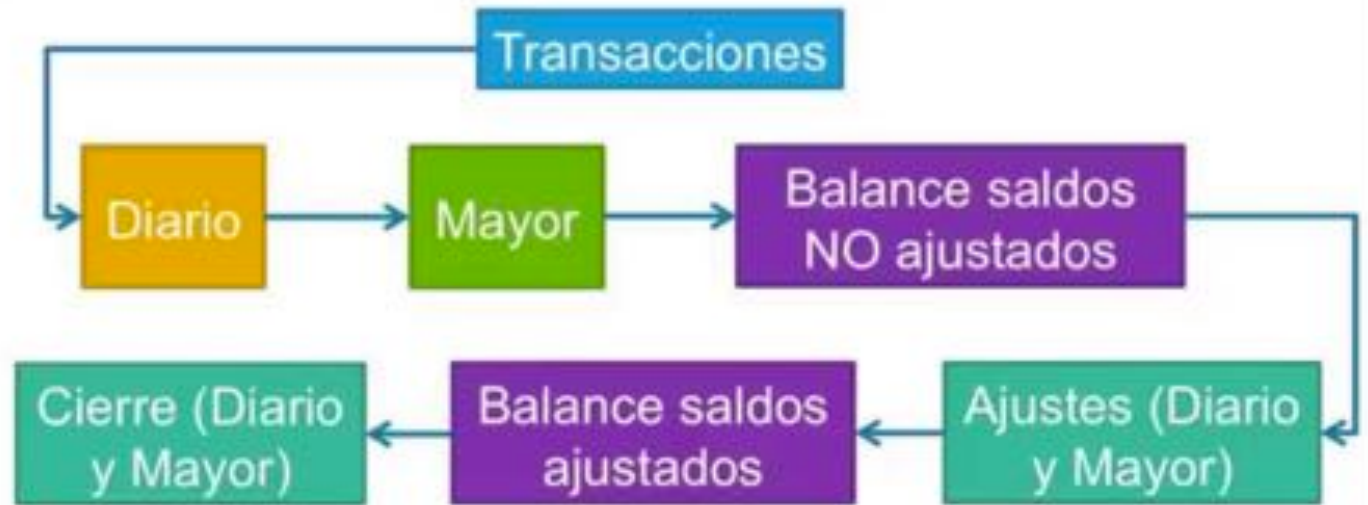 Transacciones
Diario
Mayor
Balance saldos
NO ajustados
Ajustes (Diario
y Mayor)
Balance saldos
ajustados
Cierre (Diario
y Mayor)